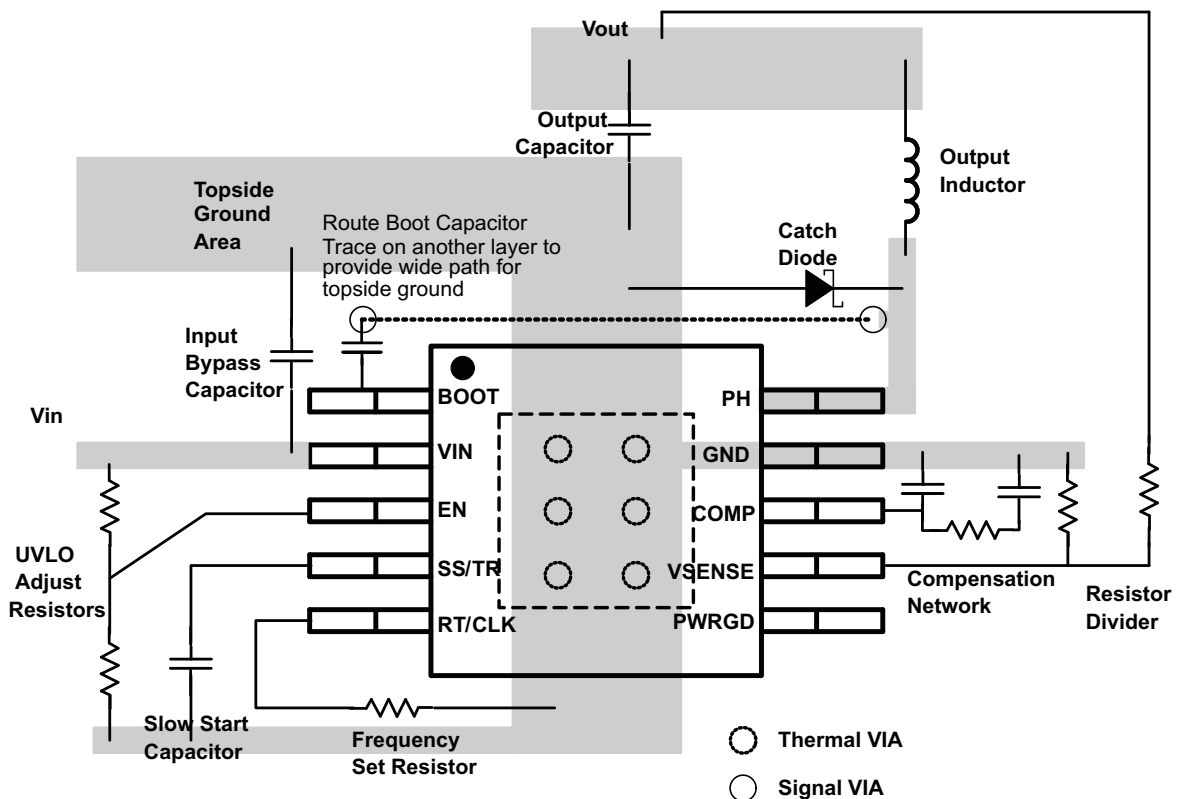 Vout
Output
Capacitor
Output
Inductor
Topside
Ground
Area
Route Boot Capacitor
Trace on another layer to
provide wide path for
topside ground
Catch
Diode
Input
Bypass
Capacitor
BOOT
PH
Vin
VIN
GND
EN
COMP
UVLO
Adjust
Resistors
SS/TR
VSENSE
Compensation
Network
Resistor
Divider
RT/CLK
PWRGD
Slow Start
Capacitor
Frequency
Set Resistor
Thermal VIA
Signal VIA